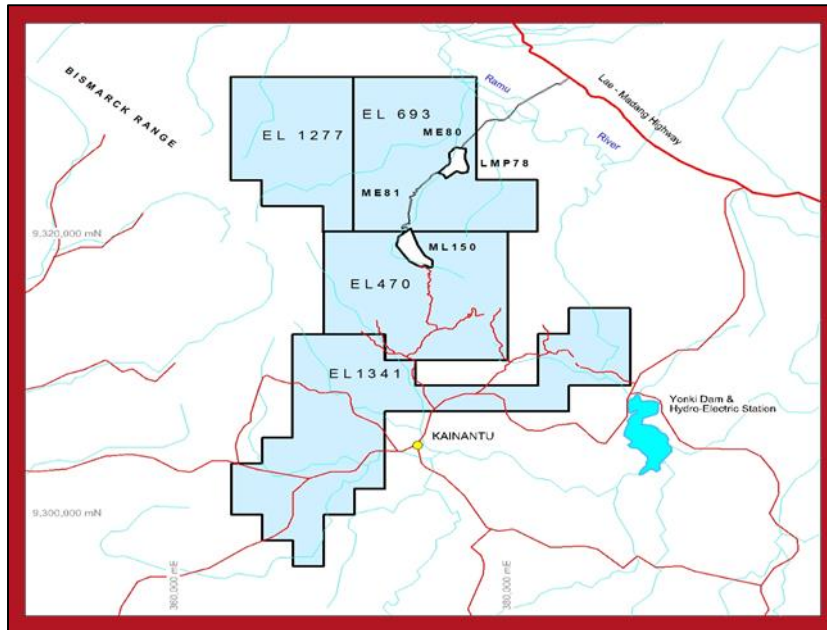 BISMARCK RANGE
Ramu
Lae - Madang Highway
EL 1277
EL 693
ME80
River
LMP78
ME81
9,320,000 mN
ML150
EL470
EL1341
Yonki Dam &
Hydro-Electric Station
KAINANTU
9,300,000 mN
360,000 mE
380,000 mE